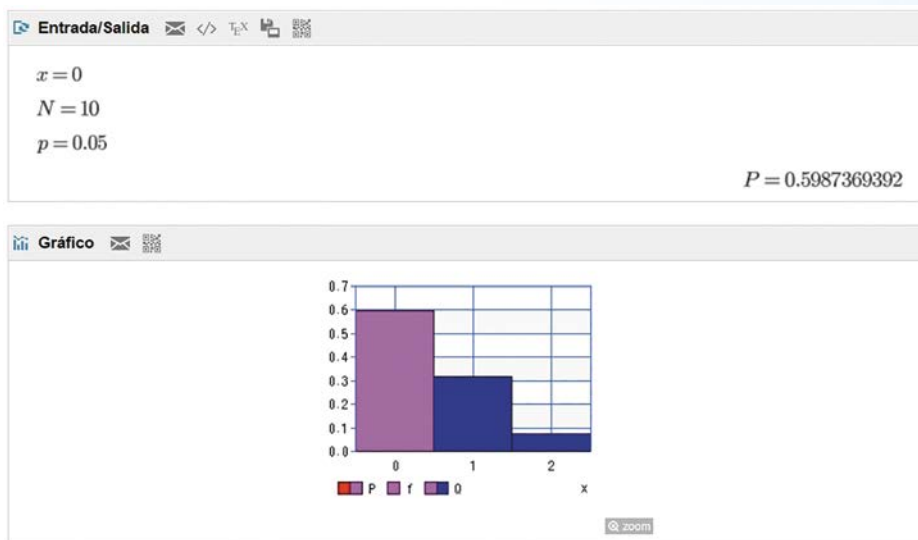 Entrada/Salida </> TEX
x = 0
N = 10
p = 0.05
P = 0.5987369392
Gráfico
0.7
0.6
0.5
0.4
0.3
0.2
0.1
0.0
0 1 2
P f Q x
zoom